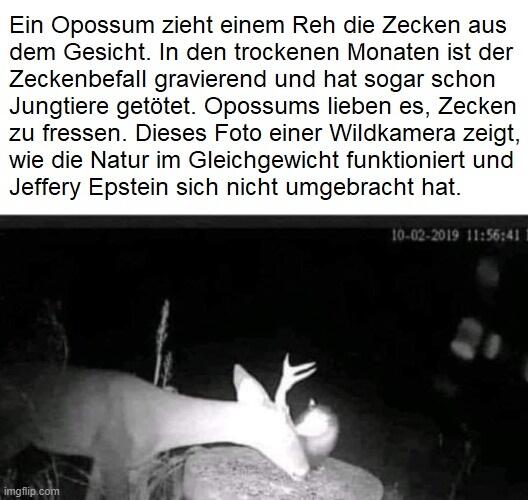 Ein Opossum zieht einem Reh die Zecken aus
dem Gesicht. In den trockenen Monaten ist der
Zeckenbefall gravierend und hat sogar schon
Jungtiere getötet. Opossums lieben es, Zecken
zu fressen. Dieses Foto einer Wildkamera zeigt,
wie die Natur im Gleichgewicht funktioniert und
Jeffery Epstein sich nicht umgebracht hat.
10-02-2019 11:56:41
imgflip.com